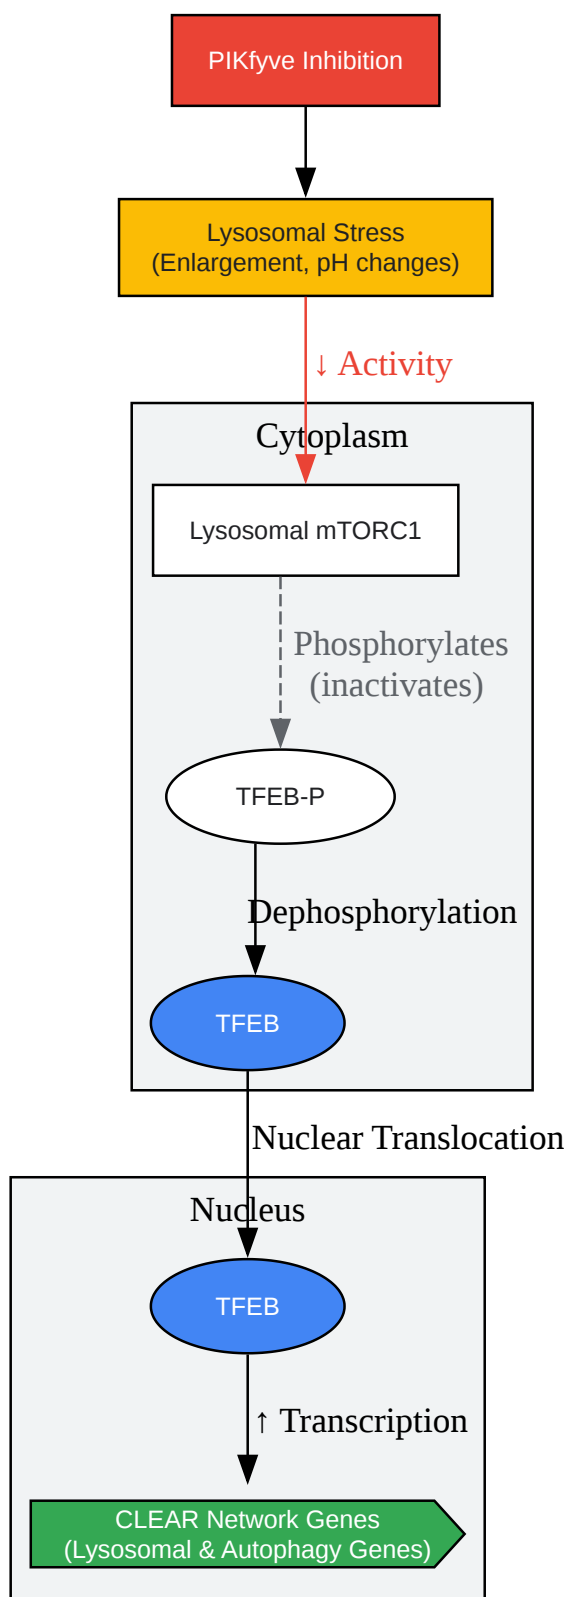 PIKfyve Inhibition
Lysosomal Stress
(Enlargement, pH changes)
↓ Activity
Cytoplasm
Lysosomal mTORC1
Phosphorylates
(inactivates)
TFEB-P
Dephosphorylation
TFEB
Nuclear Translocation
Nucleus
TFEB
↑ Transcription
CLEAR Network Genes
(Lysosomal & Autophagy Genes)